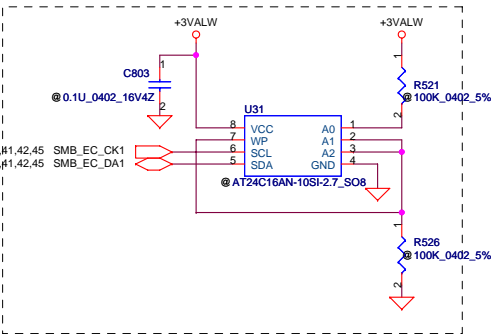 +3VALW
+3VALW
1
C803
2
@0.1U_0402_16V4Z
1
R521
@100K_0402_5%
2
U31
8 VCC A0 1
7 WP A1 2
,41,42,45 SMB_EC_CK1 6 SCL A2 3
41,42,45 SMB_EC_DA1 5 SDA GND 4
@AT24C16AN-10SI-2.7_SO8
1
R526
@100K_0402_5%
2